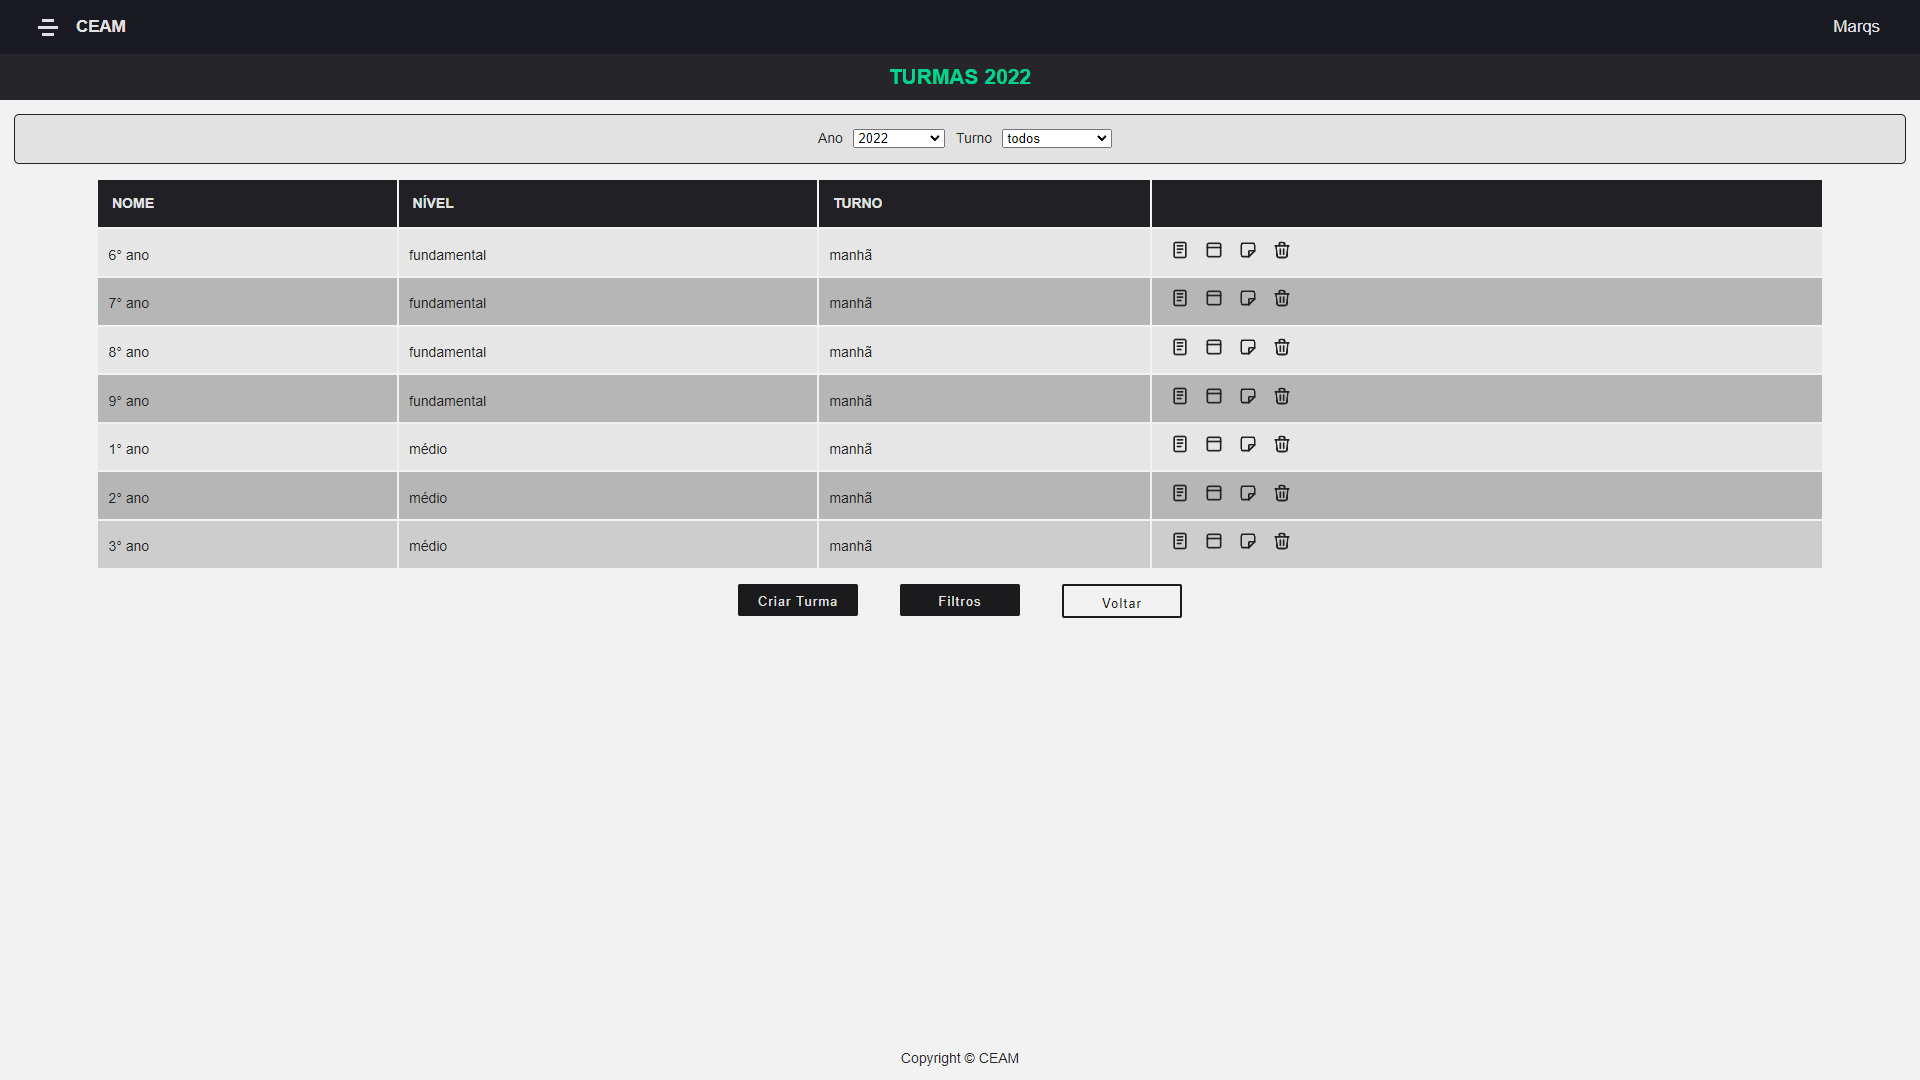 CEAM Marqs
TURMAS 2022
Ano 2022 Turno todos
NOME NÍVEL TURNO
6° ano fundamental manhã
7° ano fundamental manhã
8° ano fundamental manhã
9° ano fundamental manhã
1° ano médio manhã
2° ano médio manhã
3° ano médio manhã
Criar Turma Filtros Voltar
Copyright © CEAM